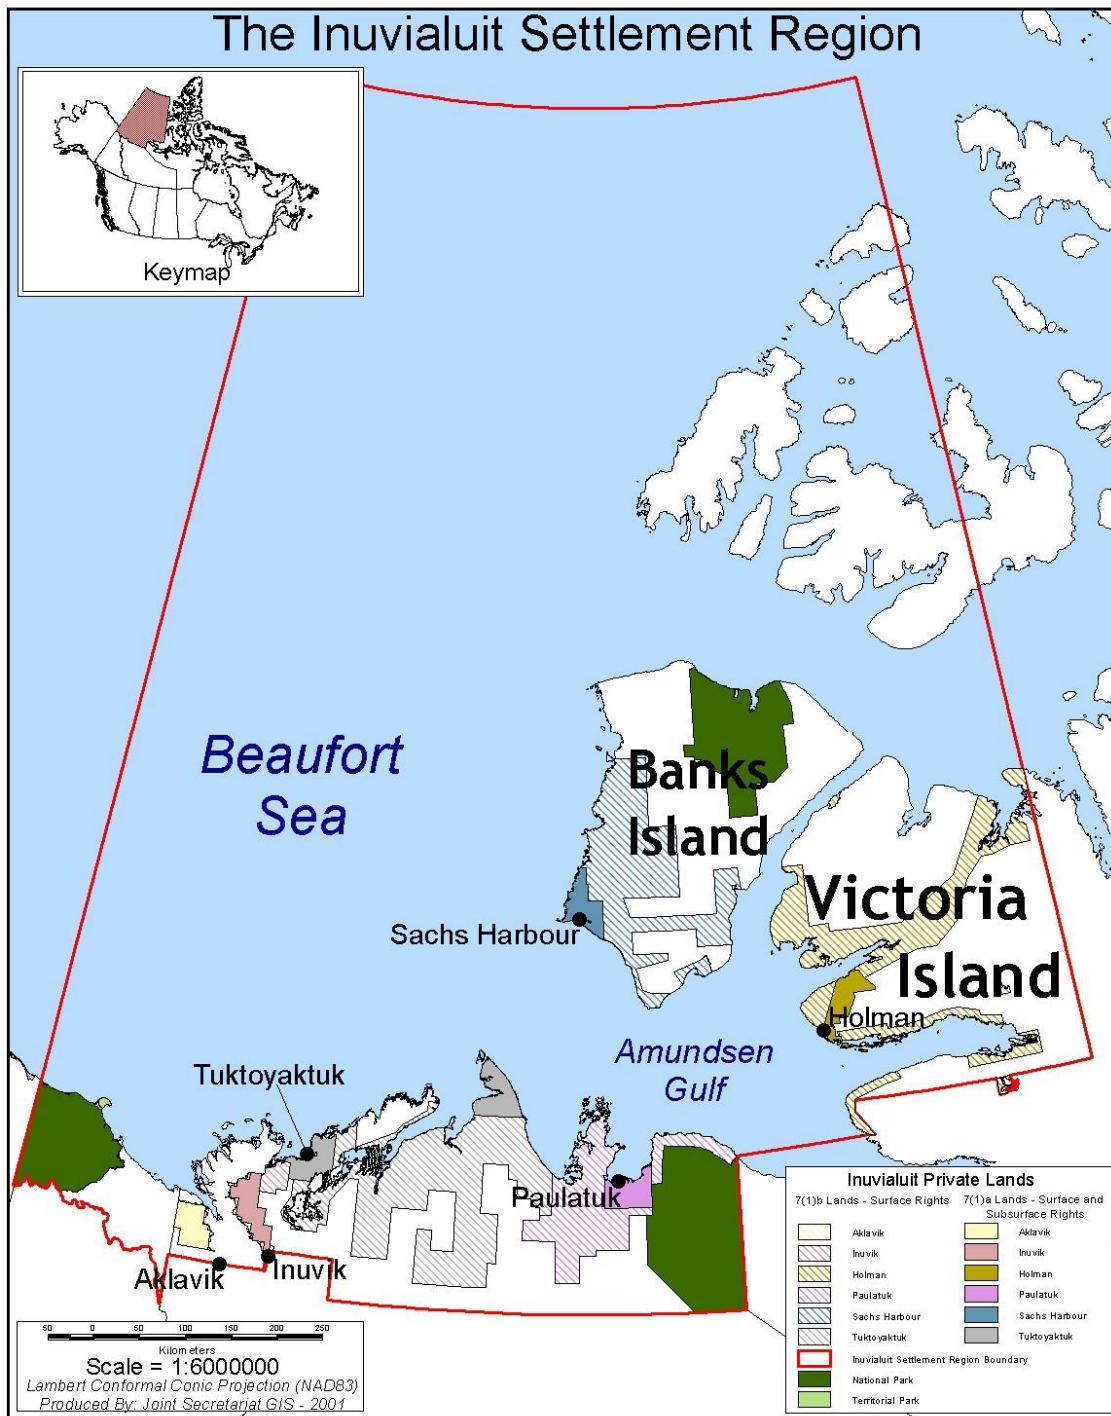 The Inuvialuit Settlement Region
Keymap
Beaufort
Sea
Banks
Island
Victoria
Island
Sachs Harbour
Holman
Amundsen
Gulf
Tuktoyaktuk
Paulatuk
Aklavik
Inuvik
50 0 50 100 150 200 250
Kilometers
Scale = 1:6000000
Lambert Conformal Conic Projection (NAD83)
Produced By: Joint Secretariat GIS - 2001
Inuvialuit Private Lands
7(1)b Lands - Surface Rights
7(1)a Lands - Surface and
Subsurface Rights
Aklavik Aklavik
Inuvik Inuvik
Holman Holman
Paulatuk Paulatuk
Sachs Harbour Sachs Harbour
Tuktoyaktuk Tuktoyaktuk
Inuvialuit Settlement Region Boundary
National Park
Territorial Park